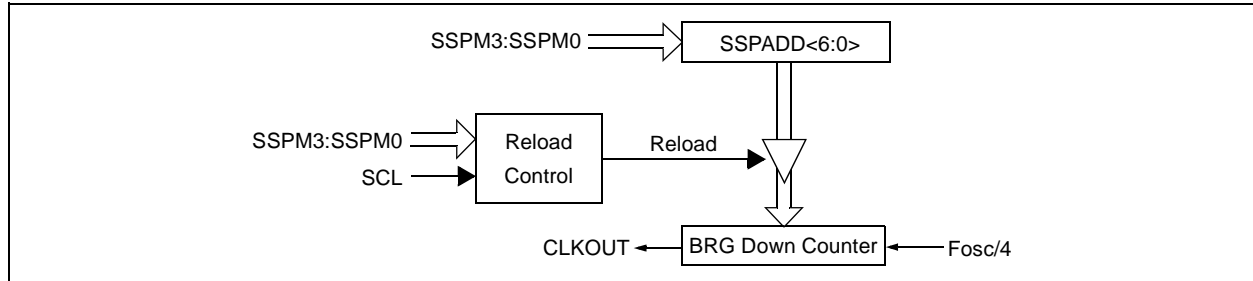 SSPM3:SSPM0
SSPADD<6:0>
SSPM3:SSPM0
SCL
Reload
Control
Reload
CLKOUT
BRG Down Counter
Fosc/4